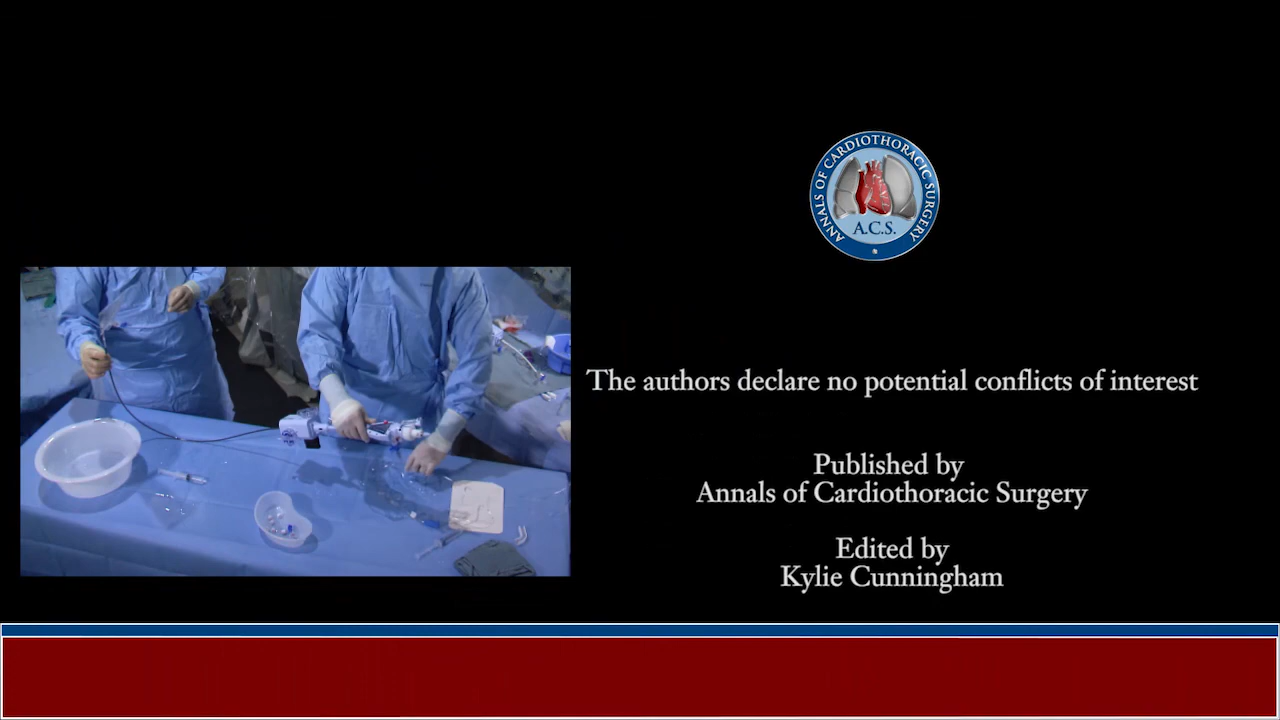 ANNALS OF CARDIOTHORACIC SURGERY
A.C.S.
The authors declare no potential conflicts of interest
Published by
Annals of Cardiothoracic Surgery
Edited by
Kylie Cunningham